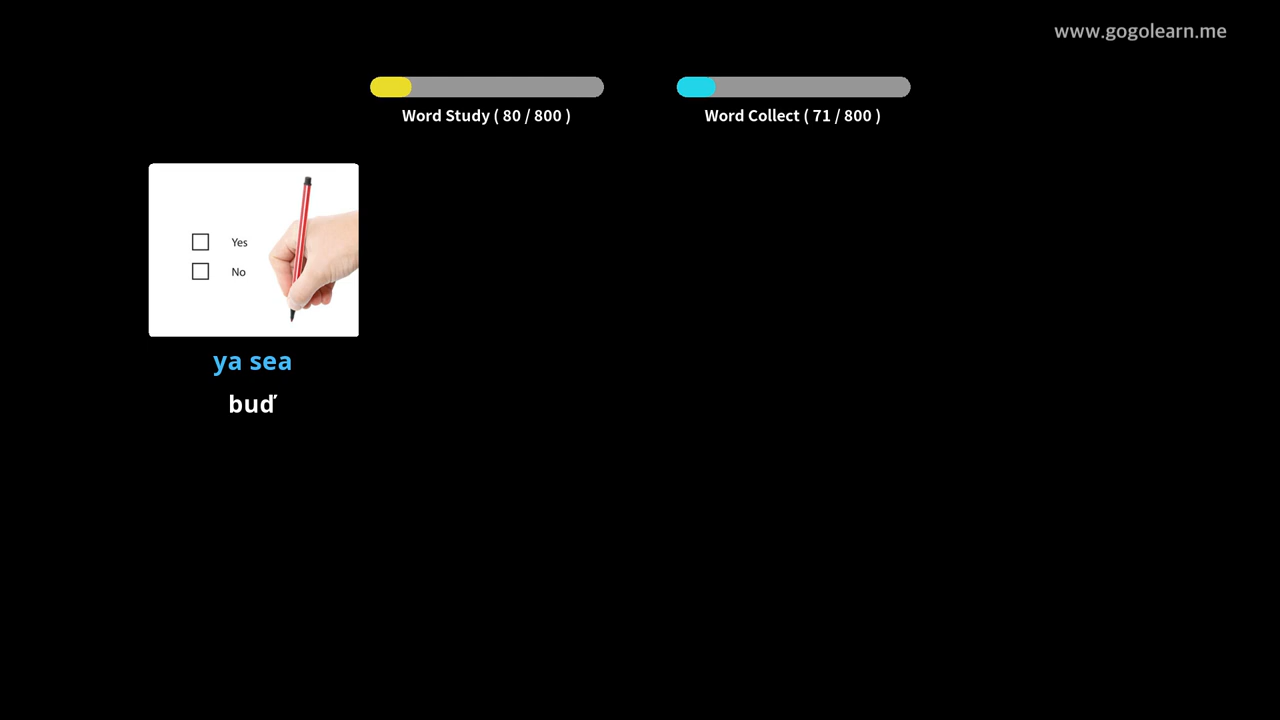 www.gogolearn.me
Word Study ( 80 / 800 )
Word Collect ( 71 / 800 )
Yes
No
ya sea
buď